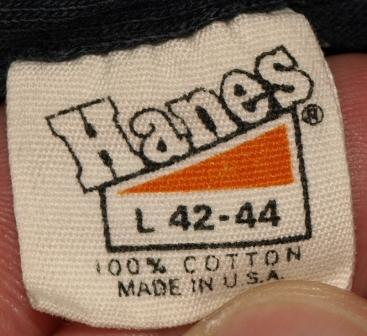 Hanes®
L 42-44
100% COTTON
MADE IN U.S.A.